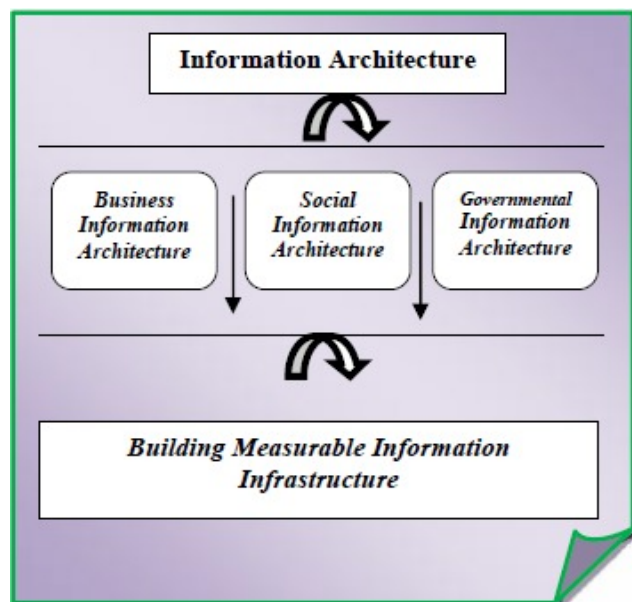 Information Architecture
Business
Information
Architecture
Social
Information
Architecture
Governmental
Information
Architecture
Building Measurable Information
Infrastructure